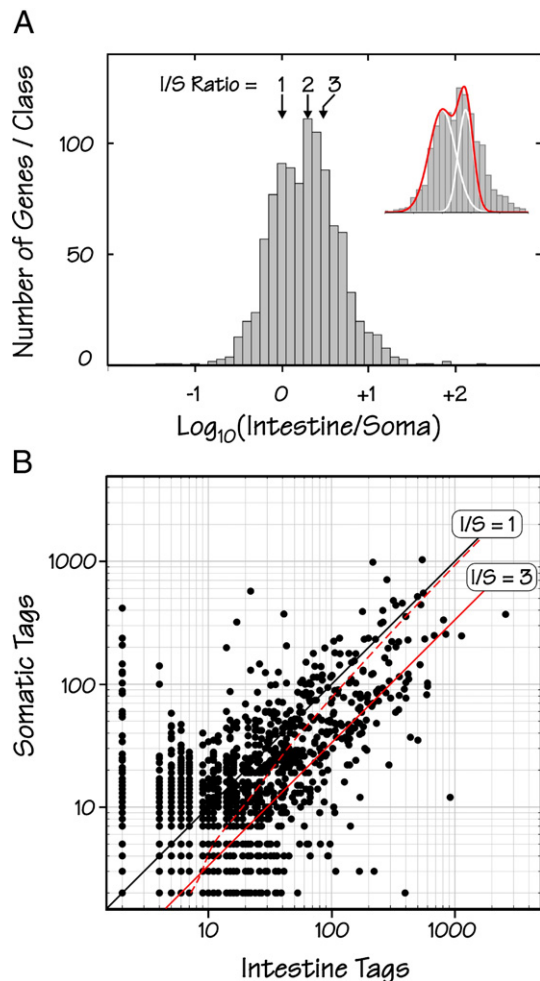 A
I/S Ratio = 1 2 3
Number of Genes / Class
100
50
0
-1 0 +1 +2
Log10(Intestine/Soma)
B
I/S = 1
I/S = 3
Somatic Tags
1000
100
10
10 100 1000
Intestine Tags